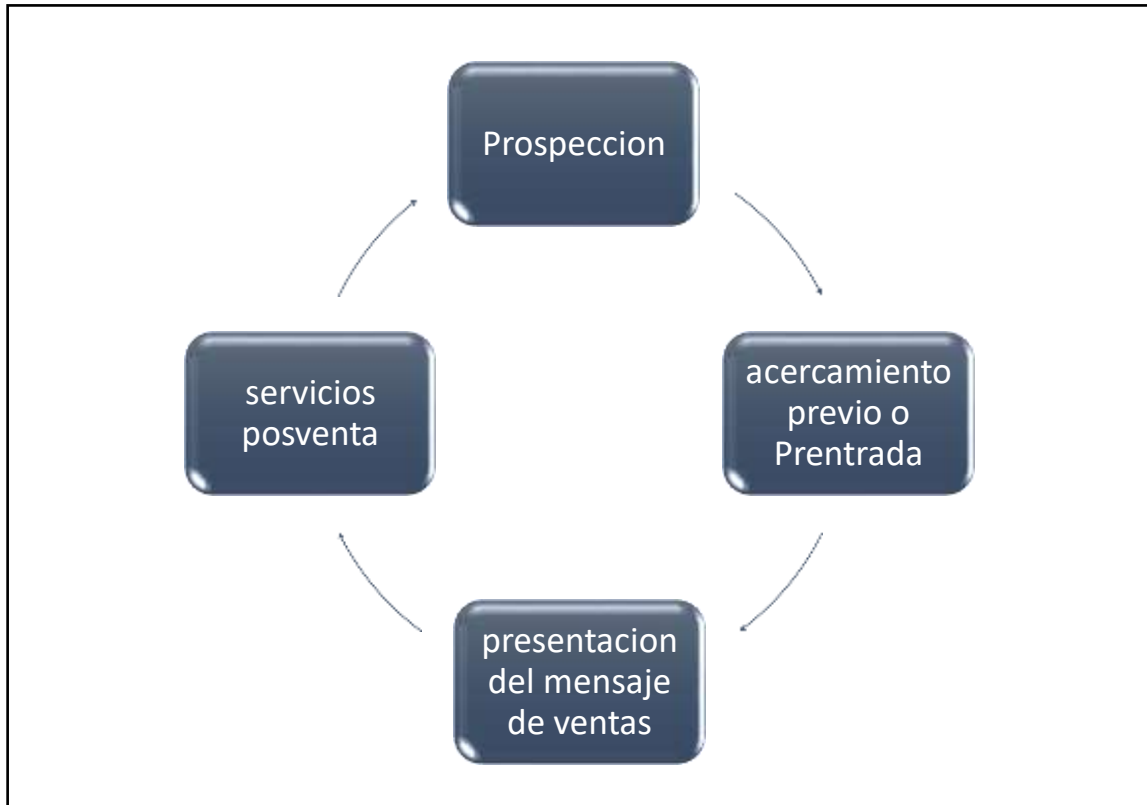 Prospeccion
acercamiento
previo o
Prentrada
presentacion
del mensaje
de ventas
servicios
posventa